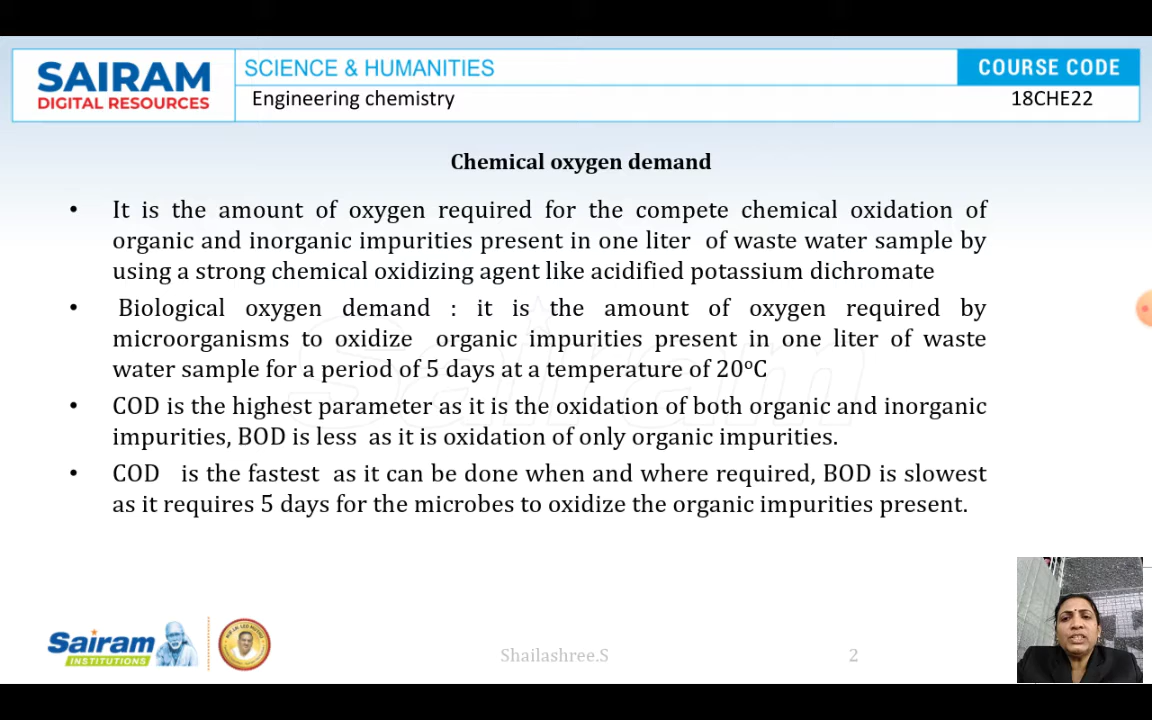 SAIRAM
DIGITAL RESOURCES
SCIENCE & HUMANITIES
COURSE CODE
Engineering chemistry
18CHE22
Chemical oxygen demand
• It is the amount of oxygen required for the compete chemical oxidation of
organic and inorganic impurities present in one liter of waste water sample by
using a strong chemical oxidizing agent like acidified potassium dichromate
• Biological oxygen demand : it is the amount of oxygen required by
microorganisms to oxidize organic impurities present in one liter of waste
water sample for a period of 5 days at a temperature of 20°C
• COD is the highest parameter as it is the oxidation of both organic and inorganic
impurities, BOD is less as it is oxidation of only organic impurities.
• COD is the fastest as it can be done when and where required, BOD is slowest
as it requires 5 days for the microbes to oxidize the organic impurities present.
Sairam
Sairam
INSTITUTIONS
Shailashree.S
2